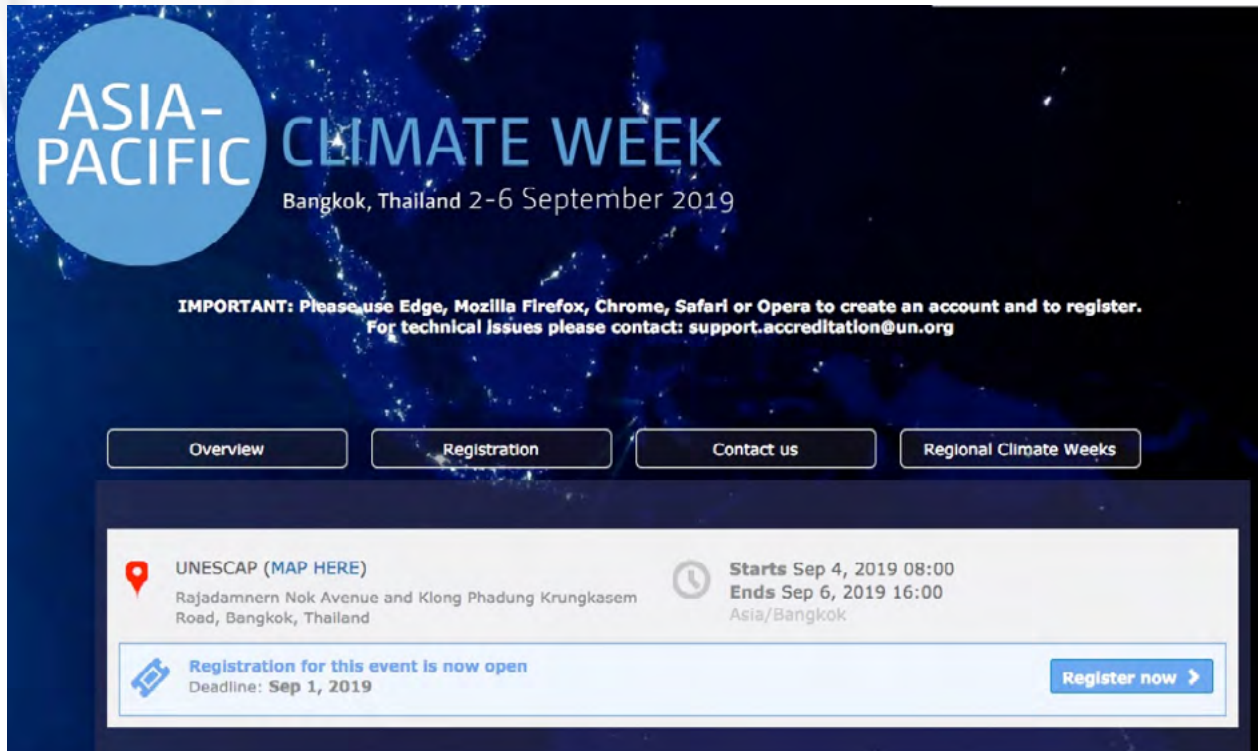 ASIA-
PACIFIC
CLIMATE WEEK
Bangkok, Thailand 2-6 September 2019
IMPORTANT: Please use Edge, Mozilla Firefox, Chrome, Safari or Opera to create an account and to register.
For technical issues please contact: support.accreditation@un.org
Overview
Registration
Contact us
Regional Climate Weeks
UNESCAP (MAP HERE)
Rajadamnern Nok Avenue and Klong Phadung Krungkasem
Road, Bangkok, Thailand
Starts Sep 4, 2019 08:00
Ends Sep 6, 2019 16:00
Asia/Bangkok
Registration for this event is now open
Deadline: Sep 1, 2019
Register now